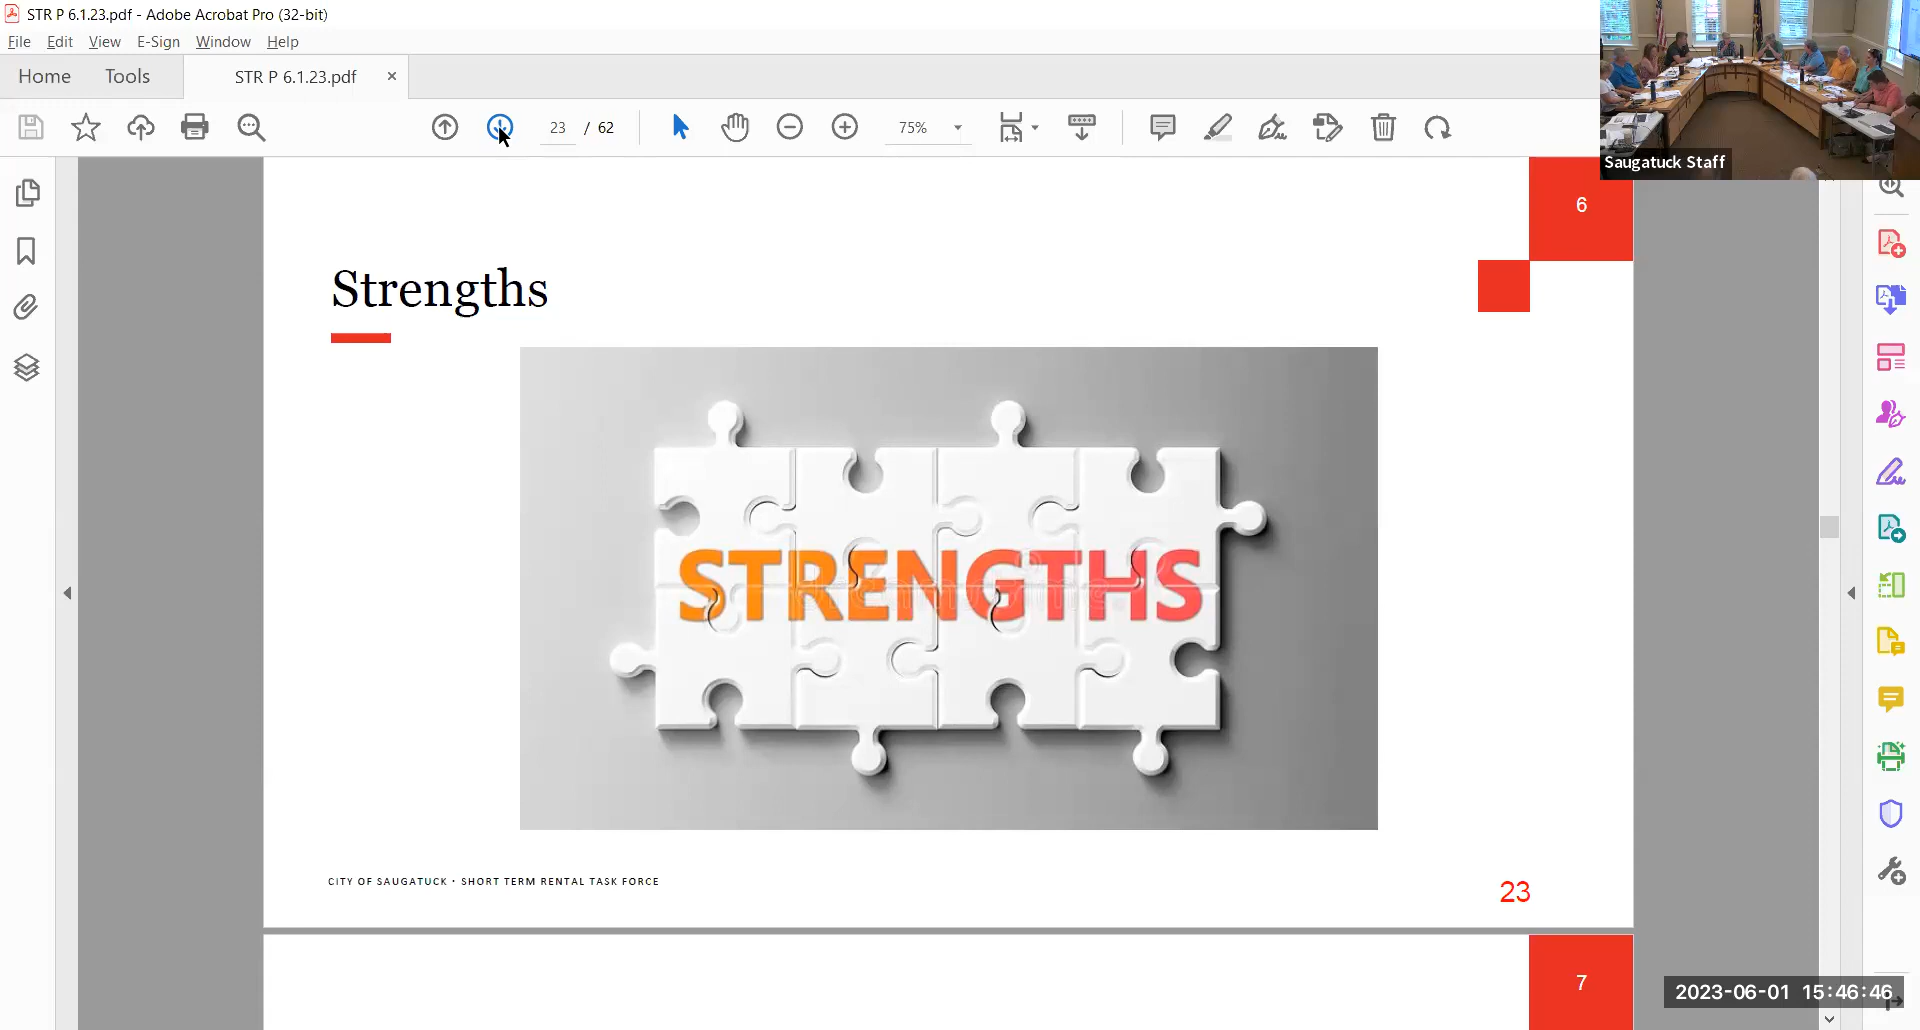 STR P 6.1.23.pdf - Adobe Acrobat Pro (32-bit)
File Edit View E-Sign Window Help
Home Tools STR P 6.1.23.pdf ×
23 / 62 75%
Saugatuck Staff
6
Strengths
STRENGTHS
CITY OF SAUGATUCK • SHORT TERM RENTAL TASK FORCE
23
7
2023-06-01 15:46:46